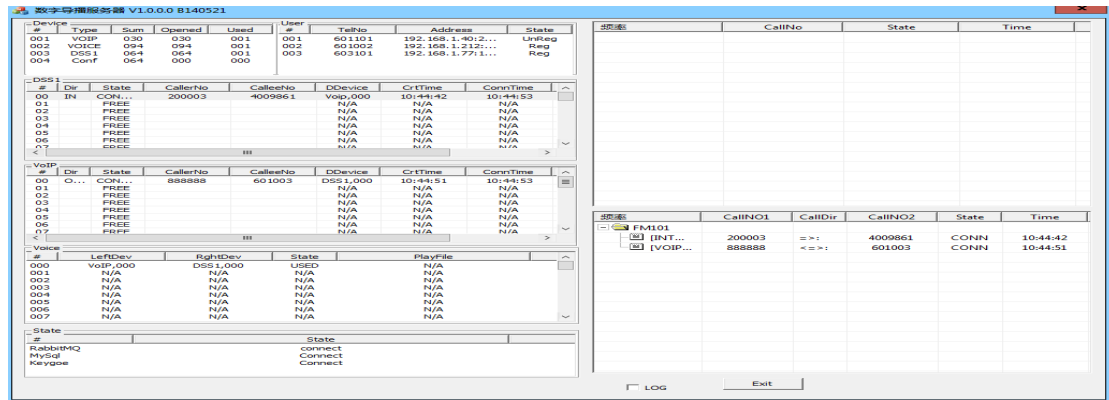 数字导播服务器 V1.0.0.0 B140521
Device
# Type Sum Opened Used
001 VOIP 030 030 001
002 VOICE 094 094 001
003 DSS1 064 064 001
004 Conf 064 000 000
User
# TelNo Address State
001 601101 192.168.1.40:2... UnReg
002 601002 192.168.1.212:... Reg
003 603101 192.168.1.77:1... Reg
DSS1
# Dir State CallerNo CalleeNo DDevice CrtTime ConnTime
00 IN CON... 200003 4009861 Voip,000 10:44:42 10:44:53
01 FREE N/A N/A N/A
02 FREE N/A N/A N/A
03 FREE N/A N/A N/A
04 FREE N/A N/A N/A
05 FREE N/A N/A N/A
06 FREE N/A N/A N/A
07 FREE N/A N/A N/A
VoIP
# Dir State CallerNo CalleeNo DDevice CrtTime ConnTime
00 O... CON... 888888 601003 DSS1,000 10:44:51 10:44:53
01 FREE N/A N/A N/A
02 FREE N/A N/A N/A
03 FREE N/A N/A N/A
04 FREE N/A N/A N/A
05 FREE N/A N/A N/A
06 FREE N/A N/A N/A
07 FREE N/A N/A N/A
Voice
# LeftDev RghtDev State PlayFile
000 VoIP,000 DSS1,000 USED N/A
001 N/A N/A N/A N/A
002 N/A N/A N/A N/A
003 N/A N/A N/A N/A
004 N/A N/A N/A N/A
005 N/A N/A N/A N/A
006 N/A N/A N/A N/A
007 N/A N/A N/A N/A
State
# State
RabbitMQ connect
MySql Connect
Keygoe Connect
频率 CallNo State Time
频率 CallNO1 CallDir CallNO2 State Time
FM101
[INT... 200003 =>: 4009861 CONN 10:44:42
[VOIP... 888888 <=>: 601003 CONN 10:44:51
LOG
Exit